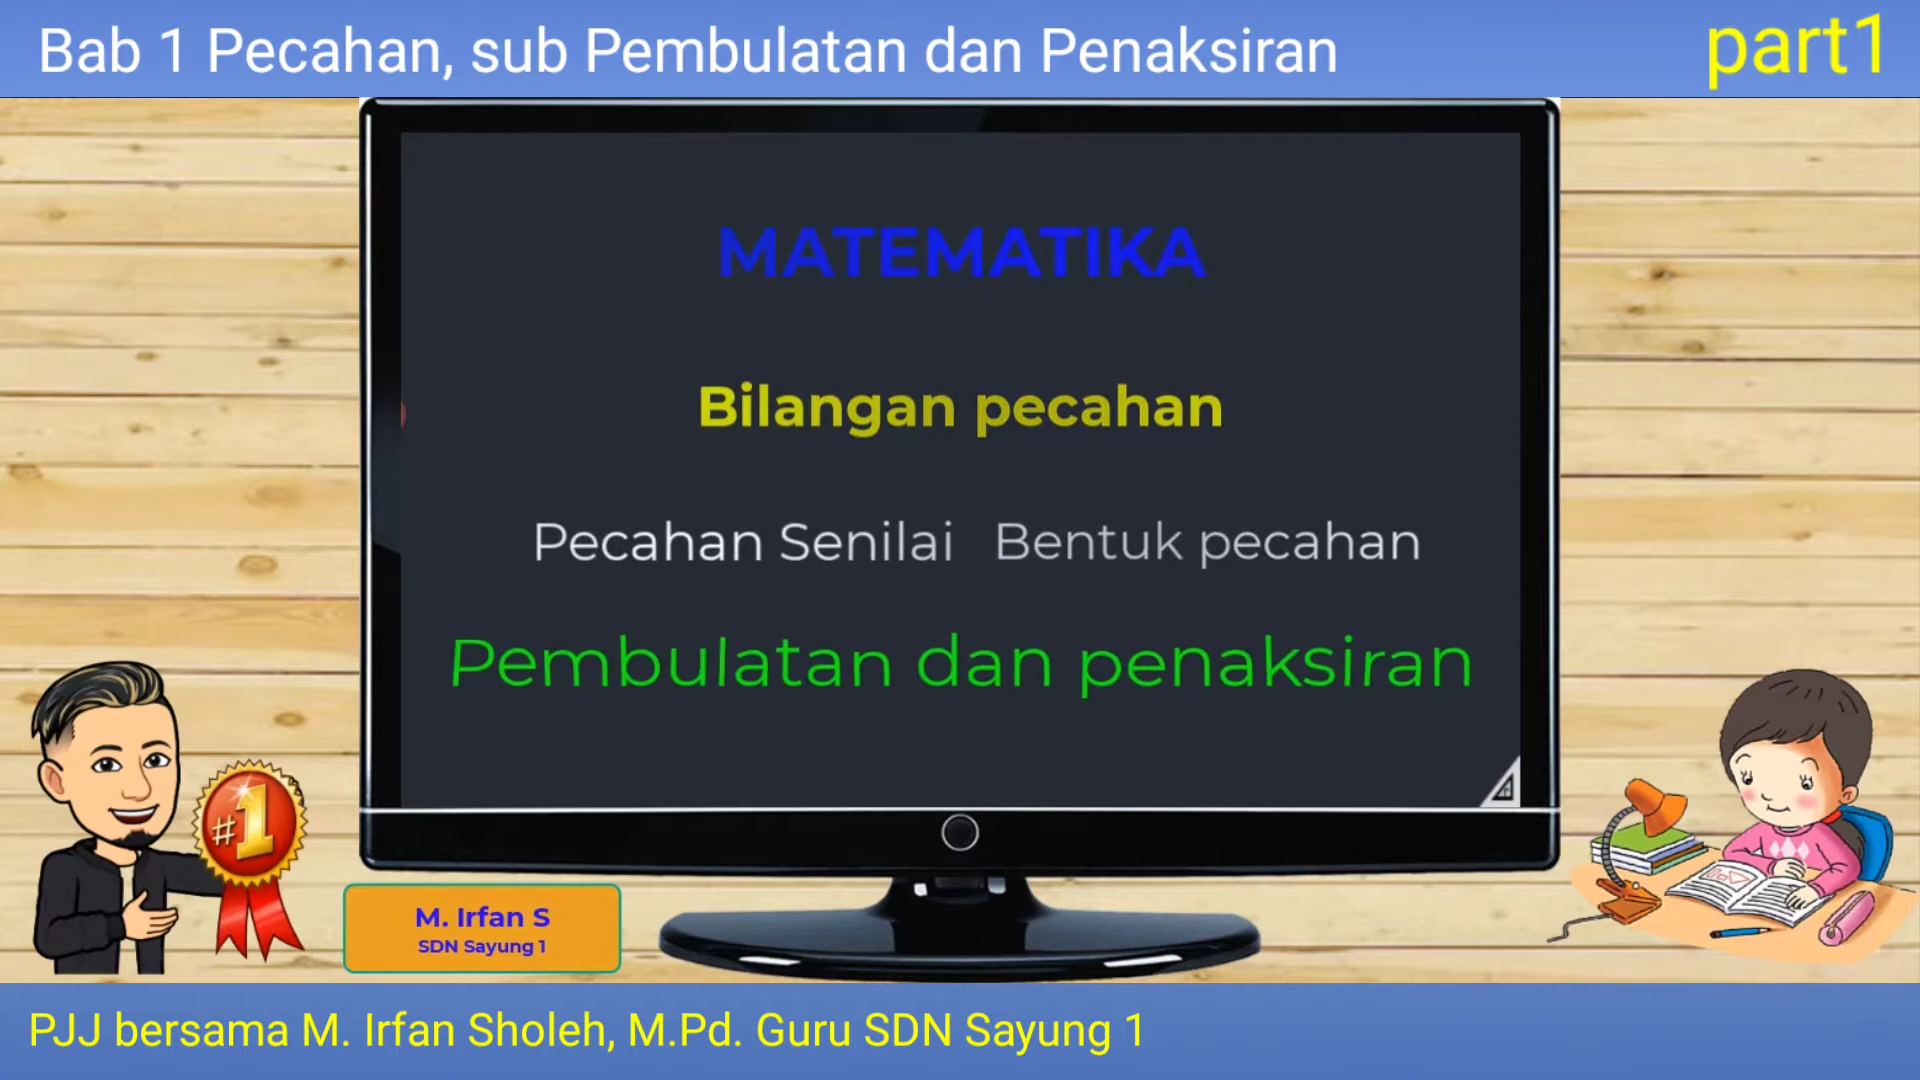 Bab 1 Pecahan, sub Pembulatan dan Penaksiran
part1
MATEMATIKA
Bilangan pecahan
Pecahan Senilai Bentuk pecahan
Pembulatan dan penaksiran
#1
M. Irfan S
SDN Sayung 1
PJJ bersama M. Irfan Sholeh, M.Pd. Guru SDN Sayung 1